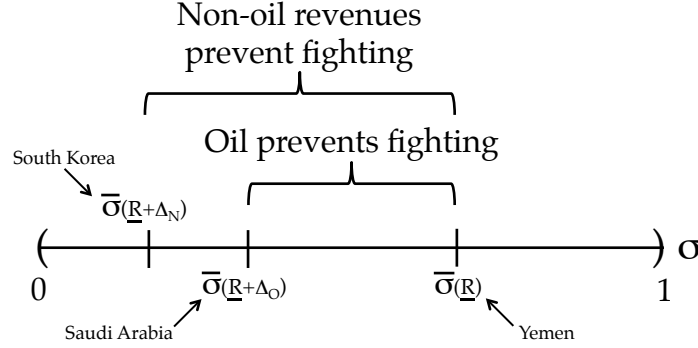 Non-oil revenues
prevent fighting
Oil prevents fighting
South Korea
σ̅(R̲+Δ_N)
( ) σ
0 σ̅(R̲+Δ_O) σ̅(R̲) 1
Saudi Arabia Yemen